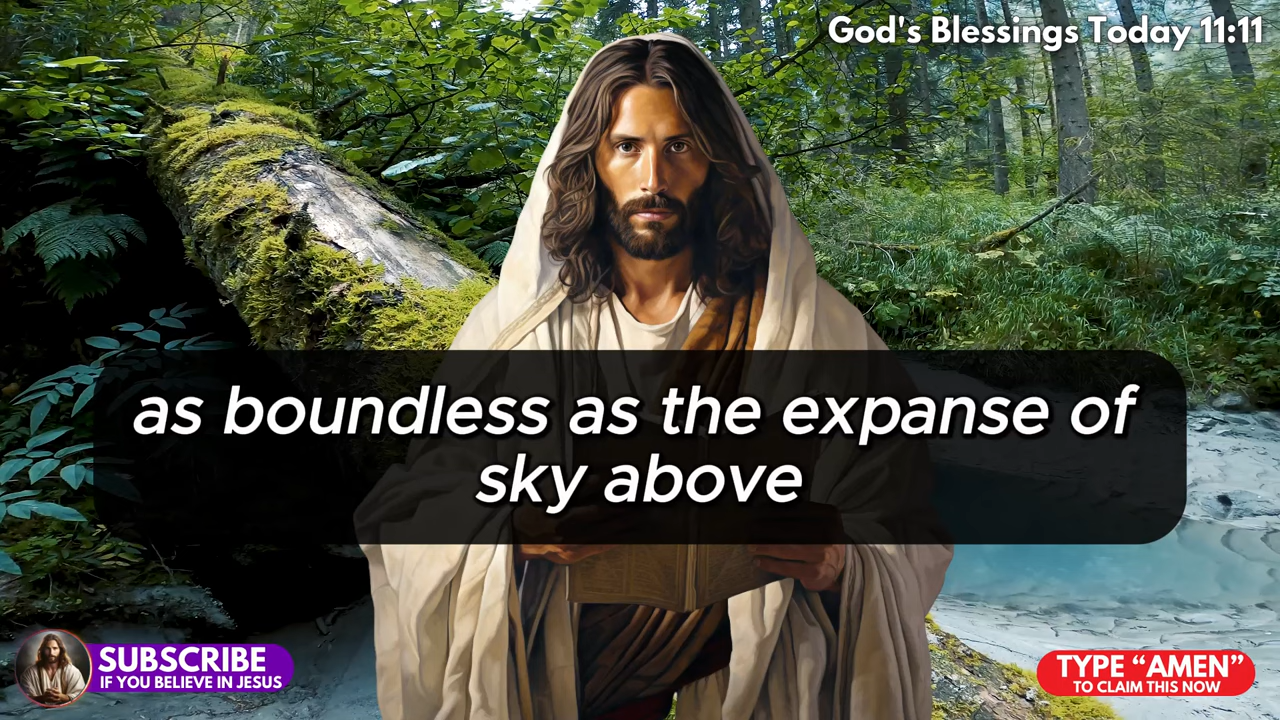 God's Blessings Today 11:11
as boundless as the expanse of
sky above
SUBSCRIBE
IF YOU BELIEVE IN JESUS
TYPE “AMEN”
TO CLAIM THIS NOW